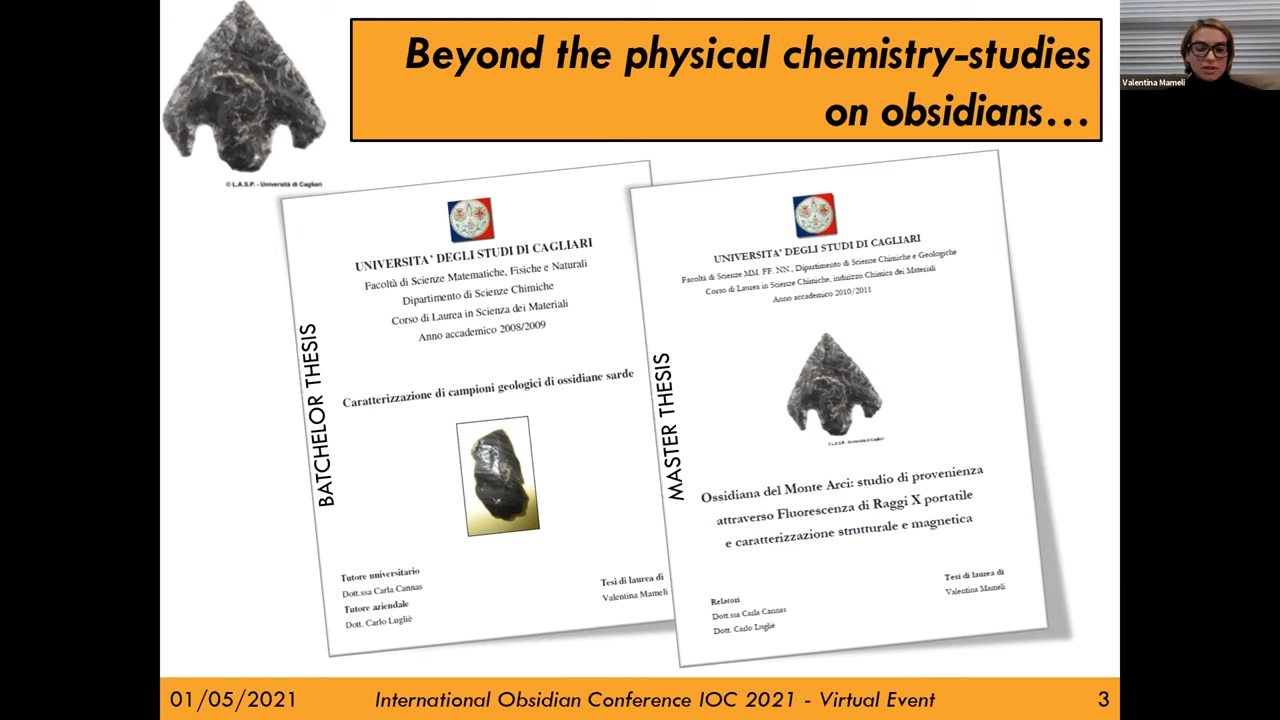 Beyond the physical chemistry-studies
on obsidians...
Valentina Mameli
© L.A.S.P. - Università di Cagliari
BATCHELOR THESIS
UNIVERSITA' DEGLI STUDI DI CAGLIARI
Facoltà di Scienze Matematiche, Fisiche e Naturali
Dipartimento di Scienze Chimiche
Corso di Laurea in Scienza dei Materiali
Anno accademico 2008/2009
Caratterizzazione di campioni geologici di ossidiane sarde
Tutore universitario
Dott.ssa Carla Cannas
Tutore aziendale
Dott. Carlo Lugliè
Tesi di laurea di
Valentina Mameli
MASTER THESIS
UNIVERSITA' DEGLI STUDI DI CAGLIARI
Facoltà di Scienze MM. FF. NN., Dipartimento di Scienze Chimiche e Geologiche
Corso di Laurea in Scienze Chimiche, indirizzo Chimica dei Materiali
Anno accademico 2010/2011
© L.A.S.P. - Università di Cagliari
Ossidiana del Monte Arci: studio di provenienza
attraverso Fluorescenza di Raggi X portatile
e caratterizzazione strutturale e magnetica
Relatori
Dott.ssa Carla Cannas
Dott. Carlo Lugliè
Tesi di laurea di
Valentina Mameli
01/05/2021
International Obsidian Conference IOC 2021 - Virtual Event
3